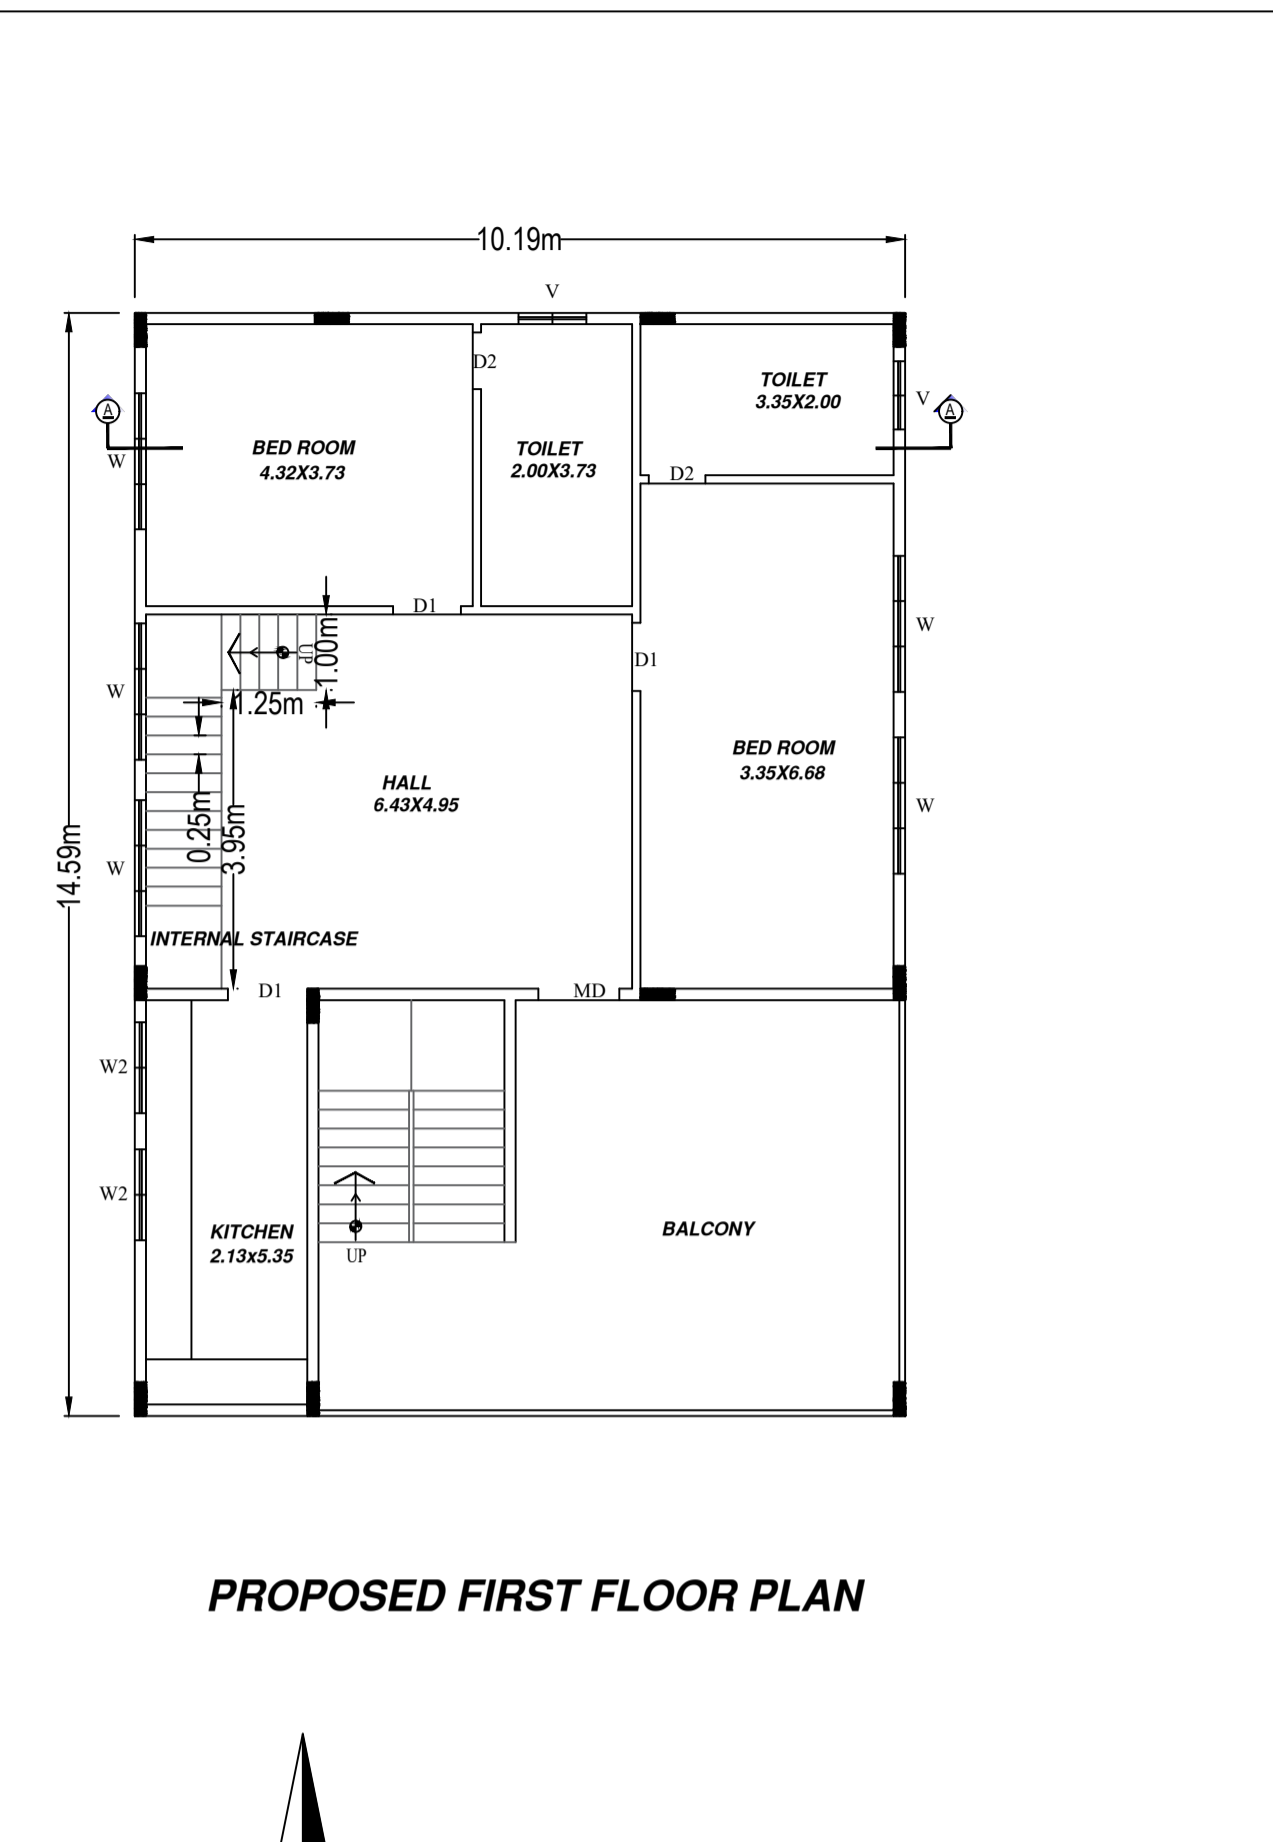 10.19m
V
D2
TOILET
3.35X2.00
V
A
A
BED ROOM
4.32X3.73
TOILET
2.00X3.73
W
D2
D1
UP
1.00m
W
D1
W
1.25m
BED ROOM
3.35X6.68
HALL
6.43X4.95
W
0.25m
3.95m
14.59m
W
INTERNAL STAIRCASE
D1
MD
W2
W2
KITCHEN
2.13x5.35
UP
BALCONY
PROPOSED FIRST FLOOR PLAN